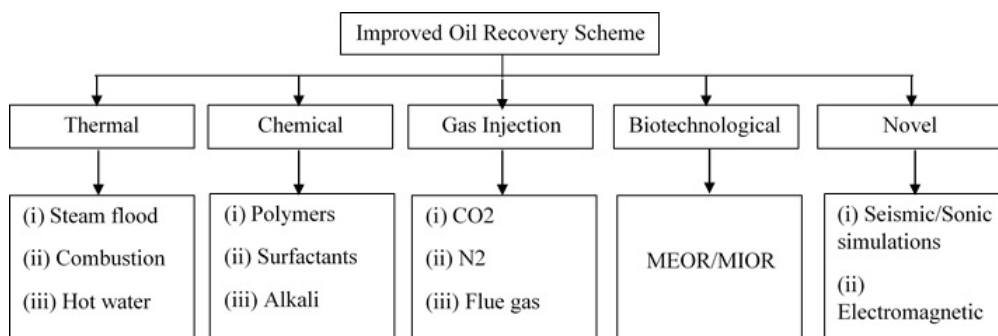 Improved Oil Recovery Scheme
Thermal
Chemical
Gas Injection
Biotechnological
Novel
(i) Steam flood
(ii) Combustion
(iii) Hot water
(i) Polymers
(ii) Surfactants
(iii) Alkali
(i) CO2
(ii) N2
(iii) Flue gas
MEOR/MIOR
(i) Seismic/Sonic
simulations
(ii)
Electromagnetic